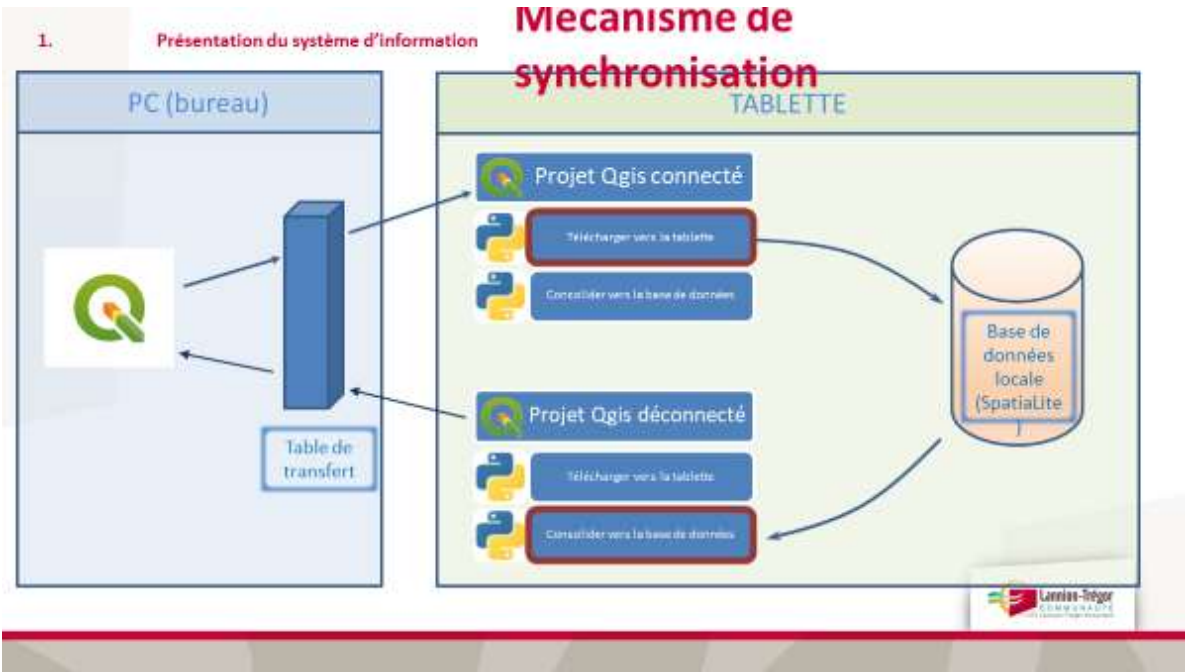 1. Présentation du système d'information
Mécanisme de
synchronisation
PC (bureau)
TABLETTE
Projet Qgis connecté
Télécharger vers la tablette
Consolider vers la base de données
Base de
données
locale
(SpatiaLite
)
Projet Qgis déconnecté
Télécharger vers la tablette
Consolider vers la base de données
Table de
transfert
Lannion-Trégor
COMMUNAUTÉ